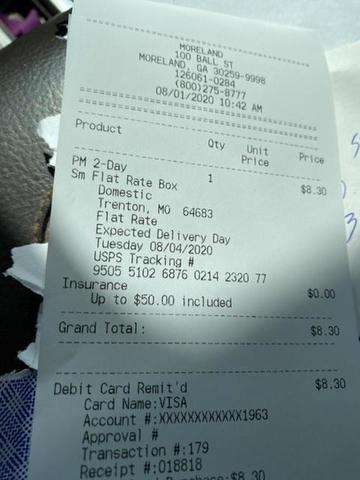 MORELAND
100 BALL ST
MORELAND, GA 30259-9998
126061-0284
(800)275-8777
08/01/2020 10:42 AM
Product Qty Unit Price Price
PM 2-Day 1 $8.30
Sm Flat Rate Box
Domestic
Trenton, MO 64683
Flat Rate
Expected Delivery Day
Tuesday 08/04/2020
USPS Tracking #
9505 5102 6876 0214 2320 77
Insurance $0.00
Up to $50.00 included
Grand Total: $8.30
Debit Card Remit'd $8.30
Card Name:VISA
Account #:XXXXXXXXXXXX1963
Approval #
Transaction #:179
Receipt #:018818
Purchase:$8.30